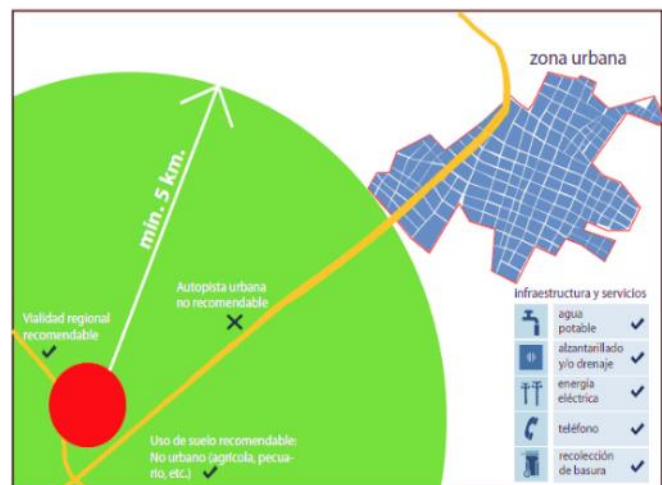 zona urbana
min. 5 km.
Autopista urbana
no recomendable
Vialidad regional
recomendable
Uso de suelo recomendable:
No urbano (agrícola, pecua-
rio, etc.)
Infraestructura y servicios
agua
potable
alzantarillado
y/o drenaje
energía
eléctrica
teléfono
recolección
de basura